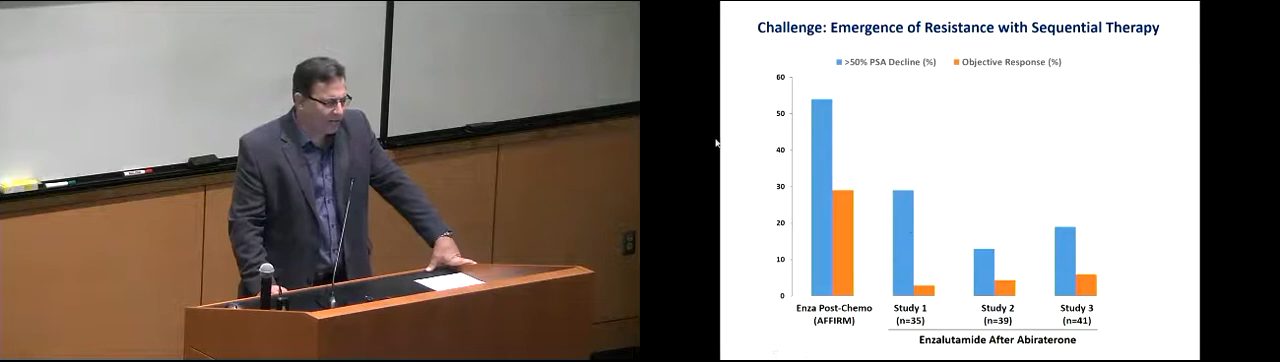 Challenge: Emergence of Resistance with Sequential Therapy
>50% PSA Decline (%) Objective Response (%)
60
50
40
30
20
10
0
Enza Post-Chemo
(AFFIRM)
Study 1
(n=35)
Study 2
(n=39)
Study 3
(n=41)
Enzalutamide After Abiraterone